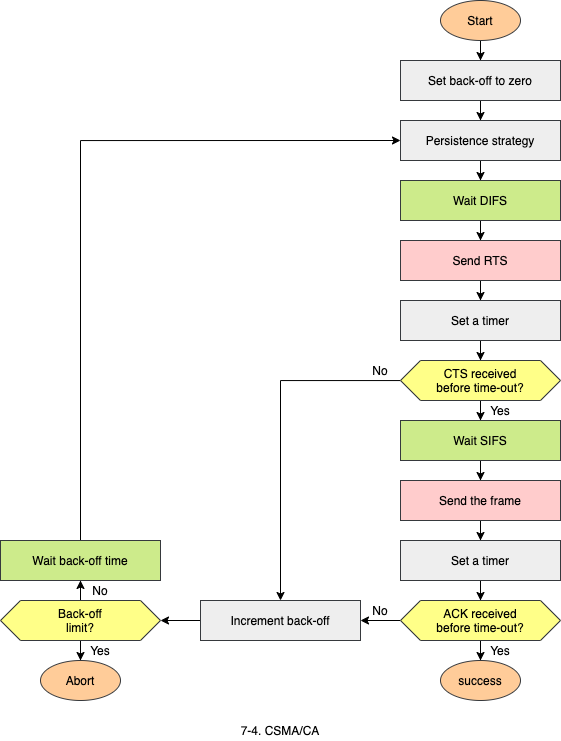 Start
Set back-off to zero
Persistence strategy
Wait DIFS
Send RTS
Set a timer
CTS received
before time-out?
No
Yes
Wait SIFS
Send the frame
Set a timer
ACK received
before time-out?
No
Yes
success
Increment back-off
Back-off
limit?
No
Yes
Wait back-off time
Abort
7-4. CSMA/CA